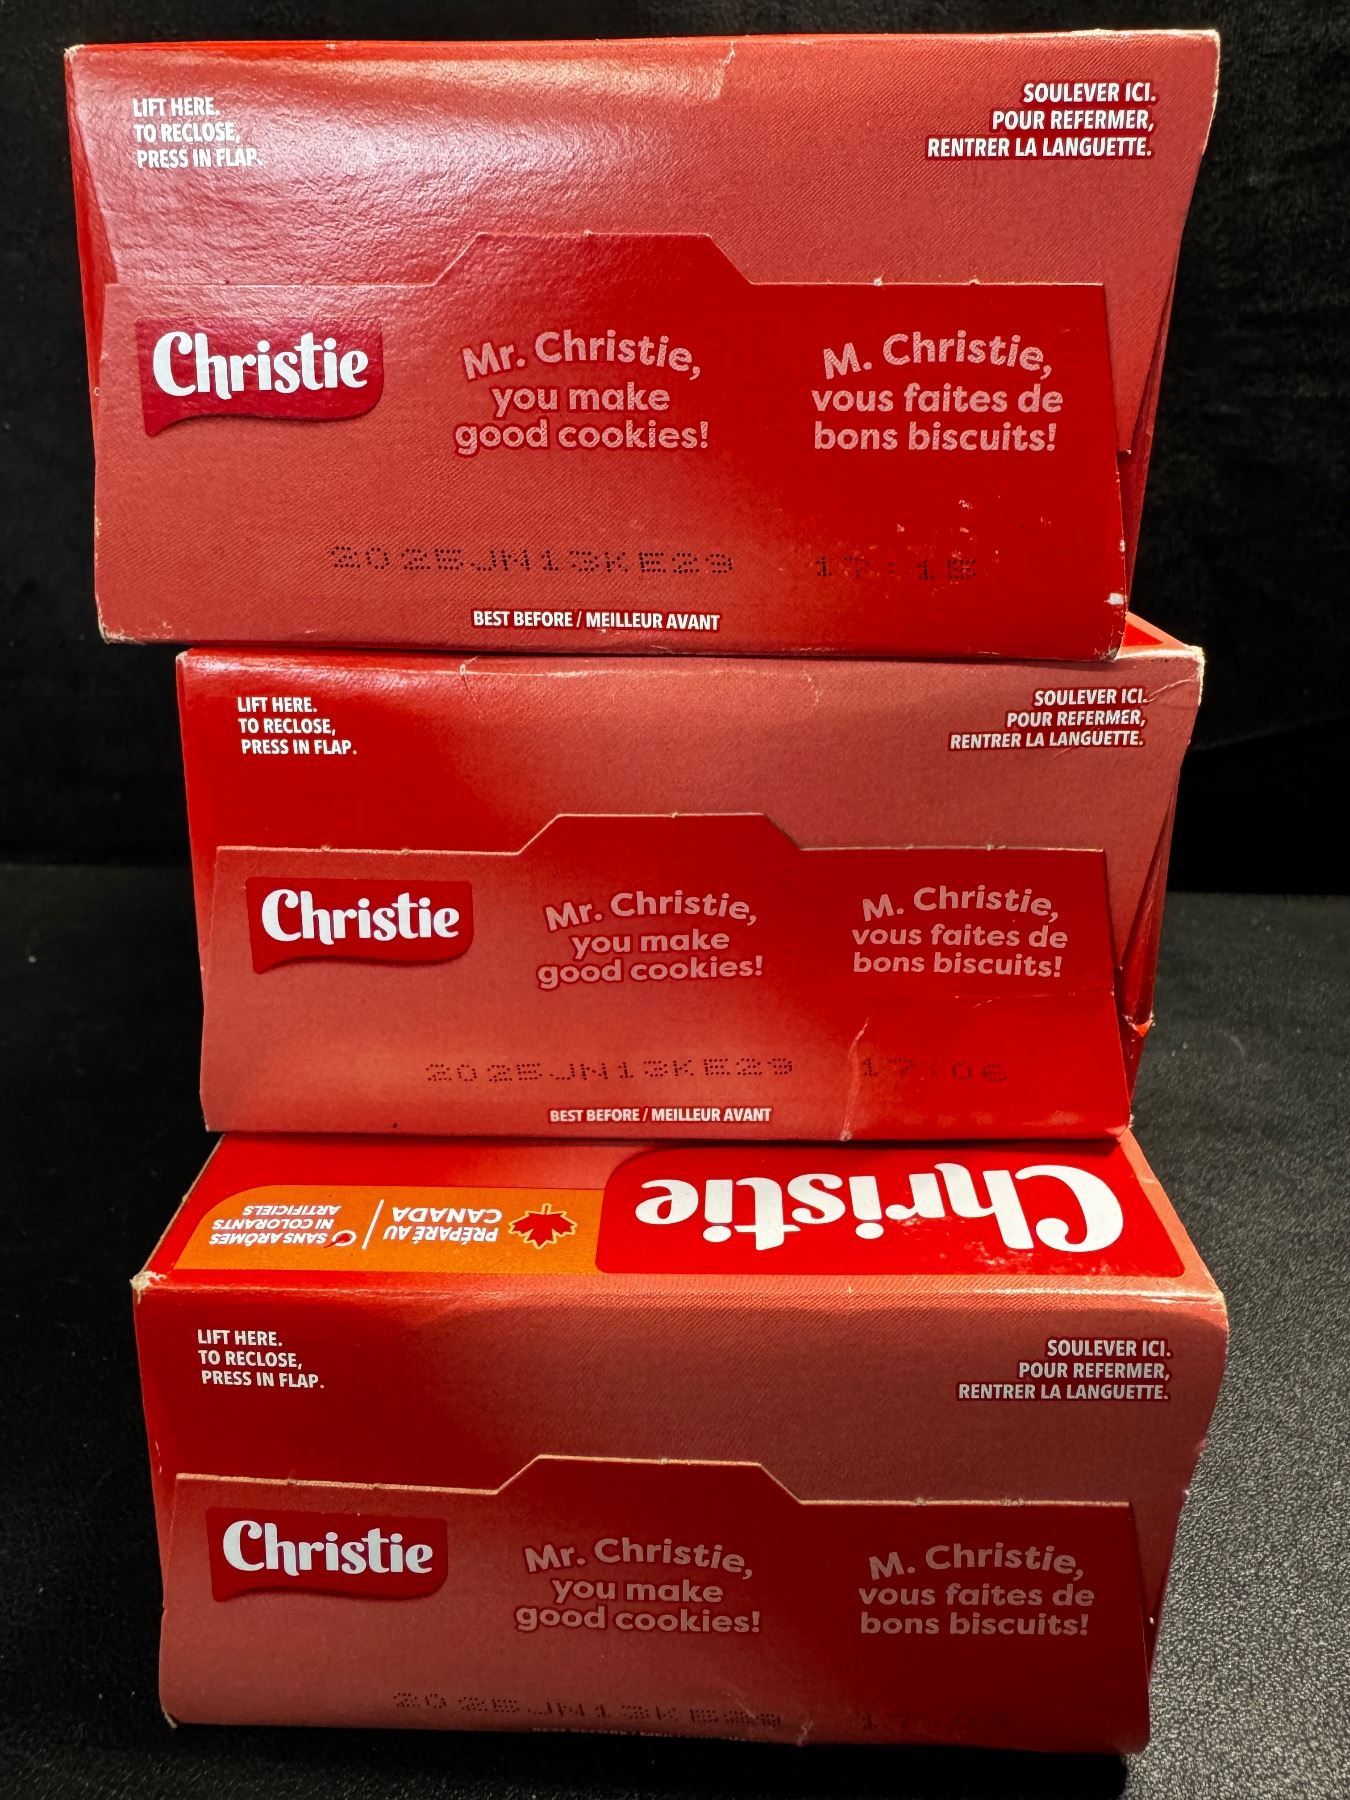 LIFT HERE.
TO RECLOSE,
PRESS IN FLAP.
SOULEVER ICI.
POUR REFERMER,
RENTRER LA LANGUETTE.
Christie
Mr. Christie,
you make
good cookies!
M. Christie,
vous faites de
bons biscuits!
2025JN13KE29 17:15
BEST BEFORE / MEILLEUR AVANT
LIFT HERE.
TO RECLOSE,
PRESS IN FLAP.
SOULEVER ICI.
POUR REFERMER,
RENTRER LA LANGUETTE.
Christie
Mr. Christie,
you make
good cookies!
M. Christie,
vous faites de
bons biscuits!
2025JN13KE29 17:06
BEST BEFORE / MEILLEUR AVANT
Christie
PRÉPARÉ AU
CANADA
SANS ARÔMES
NI COLORANTS
ARTIFICIELS
LIFT HERE.
TO RECLOSE,
PRESS IN FLAP.
SOULEVER ICI.
POUR REFERMER,
RENTRER LA LANGUETTE.
Christie
Mr. Christie,
you make
good cookies!
M. Christie,
vous faites de
bons biscuits!
2025JN13KE29